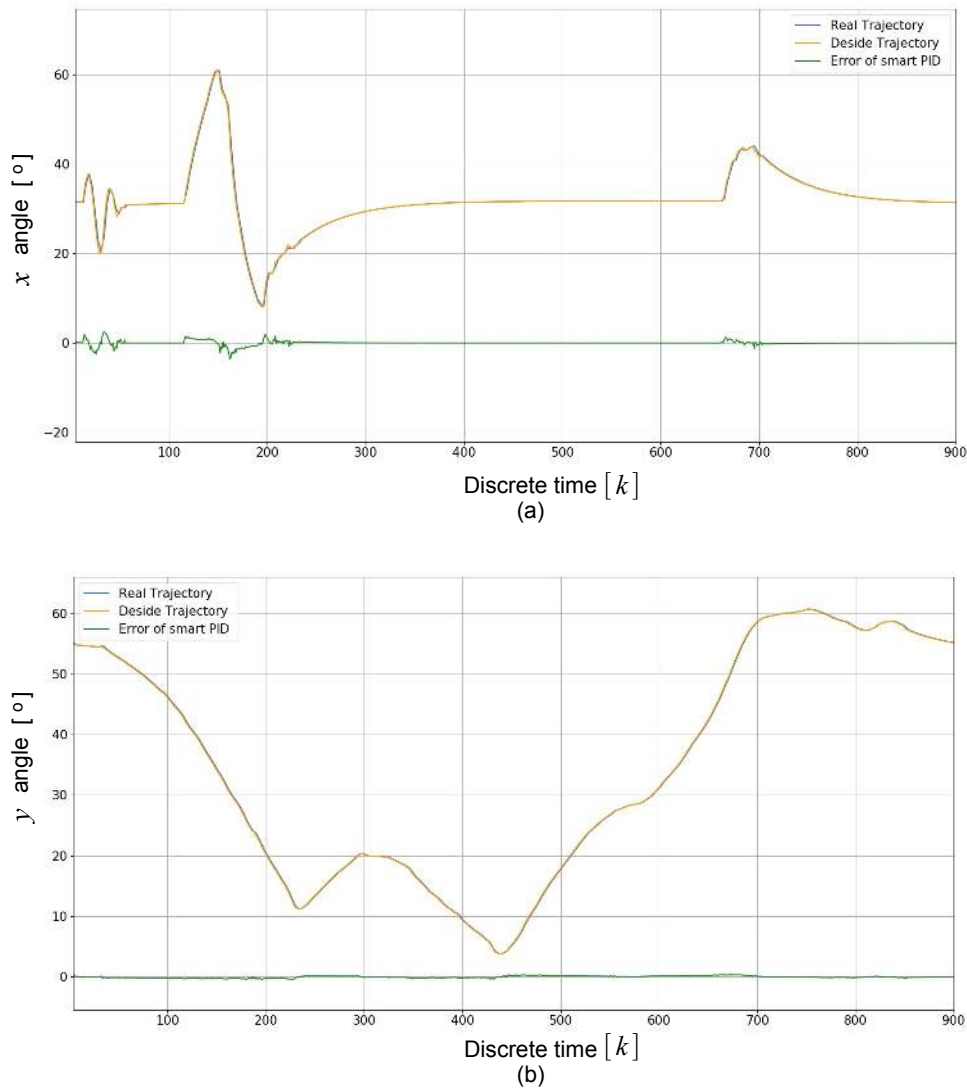 Real Trajectory
Deside Trajectory
Error of smart PID
60
40
20
0
−20
x angle [º]
100 200 300 400 500 600 700 800 900
Discrete time [k]
(a)
Real Trajectory
Deside Trajectory
Error of smart PID
60
50
40
30
20
10
0
y angle [º]
100 200 300 400 500 600 700 800 900
Discrete time [k]
(b)